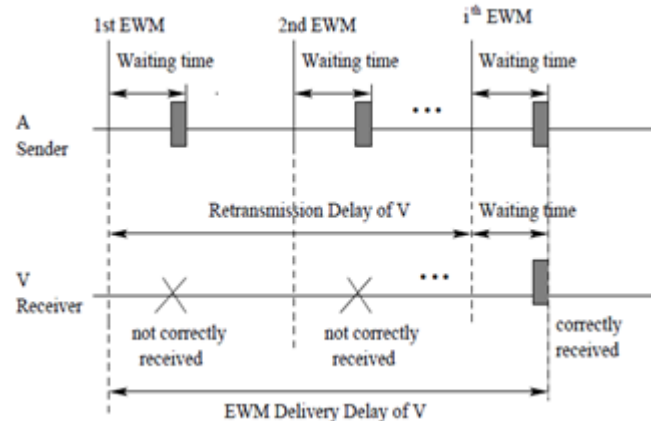 1st EWM 2nd EWM i th EWM
Waiting time Waiting time Waiting time
...
A
Sender
Retransmission Delay of V Waiting time
...
V
Receiver
not correctly
received
not correctly
received
correctly
received
EWM Delivery Delay of V